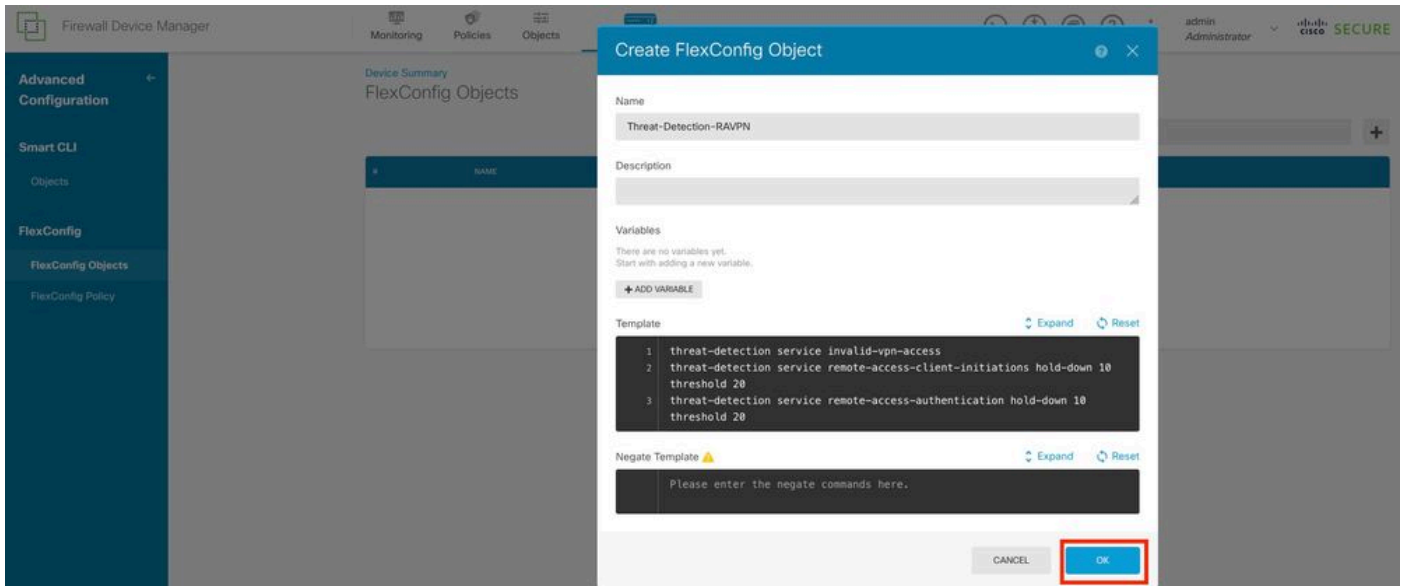 Firewall Device Manager
Monitoring
Policies
Objects
admin
Administrator
CISCO SECURE
Advanced
Configuration
Smart CLI
Objects
FlexConfig
FlexConfig Objects
FlexConfig Policy
Device Summary
FlexConfig Objects
#
NAME
Create FlexConfig Object
Name
Threat-Detection-RAVPN
Description
Variables
There are no variables yet.
Start with adding a new variable.
+ ADD VARIABLE
Template
Expand
Reset
1 threat-detection service invalid-vpn-access
2 threat-detection service remote-access-client-initiations hold-down 10
threshold 20
3 threat-detection service remote-access-authentication hold-down 10
threshold 20
Negate Template
Expand
Reset
Please enter the negate commands here.
CANCEL
OK